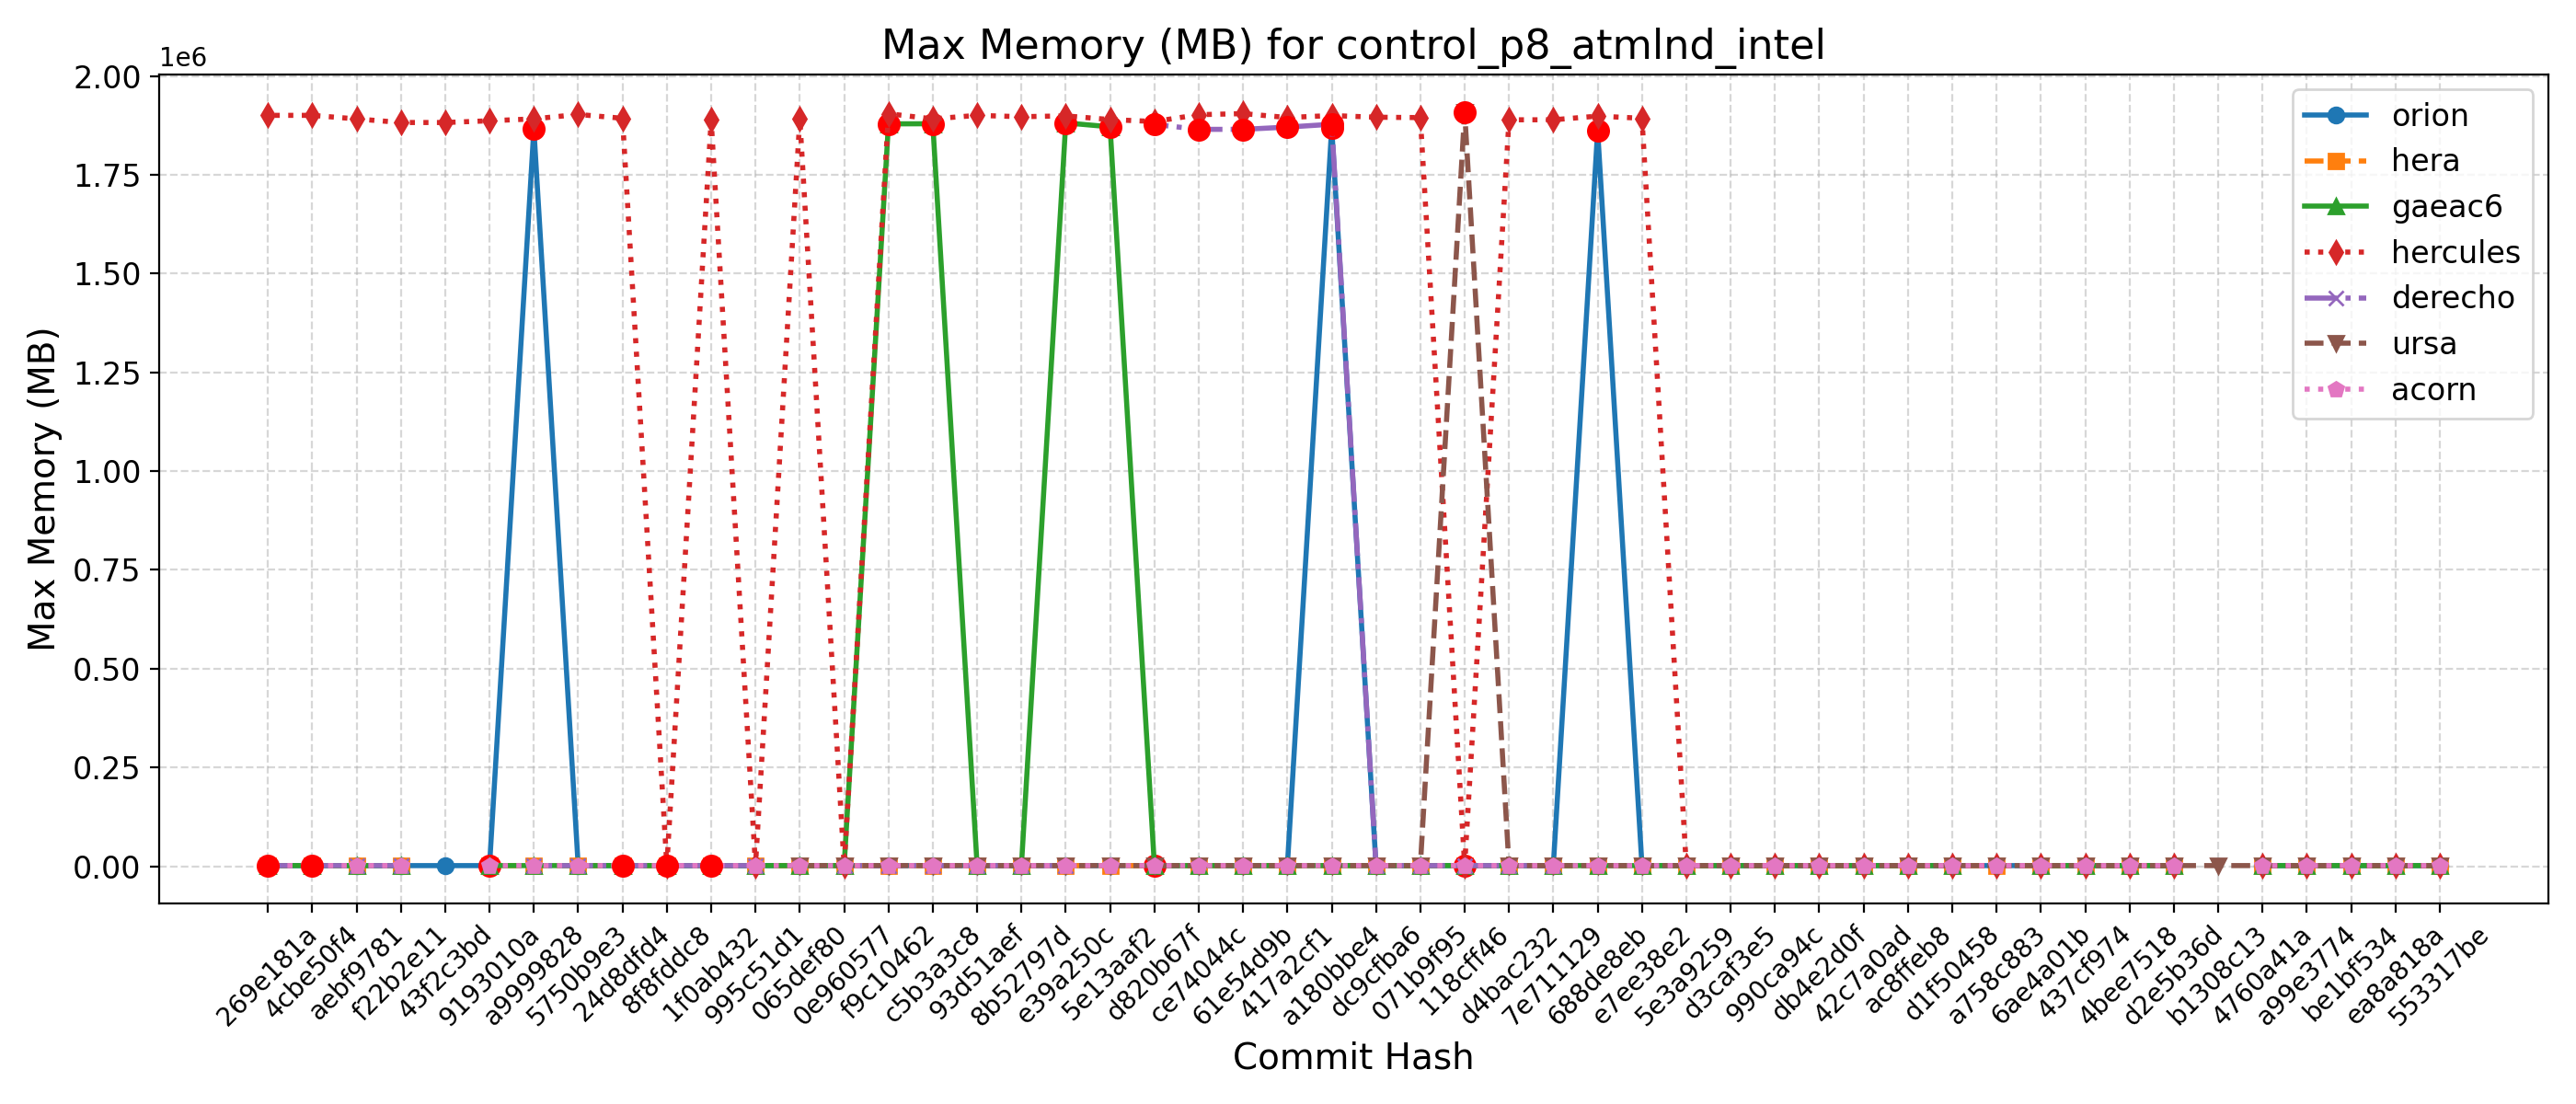 Max Memory (MB) for control_p8_atmlnd_intel
1e6
2.00
1.75
1.50
1.25
1.00
0.75
0.50
0.25
0.00
Max Memory (MB)
orion
hera
gaeac6
hercules
derecho
ursa
acorn
269e181a
4cbe50f4
aebf9781
f22b2e11
43f2c3bd
9193010a
a9999828
5750b9e3
24d8dfd4
8f8fddc8
1f0ab432
995c51d1
065def80
0e960577
f9c10462
c5b3a3c8
93d51aef
8b52797d
e39a250c
5e13aaf2
d820b67f
ce74044c
61e54d9b
417a2cf1
a180bbe4
dc9cfba6
071b9f95
118cff46
d4bac232
7e711129
688de8eb
e7ee38e2
5e3a9259
d3caf3e5
990ca94c
db4e2d0f
42c7a0ad
ac8ffeb8
d1f50458
a758c883
6ae4a01b
437cf974
4bee7518
d2e5b36d
b1308c13
4760a41a
a99e3774
be1bf534
ea8a818a
553317be
Commit Hash